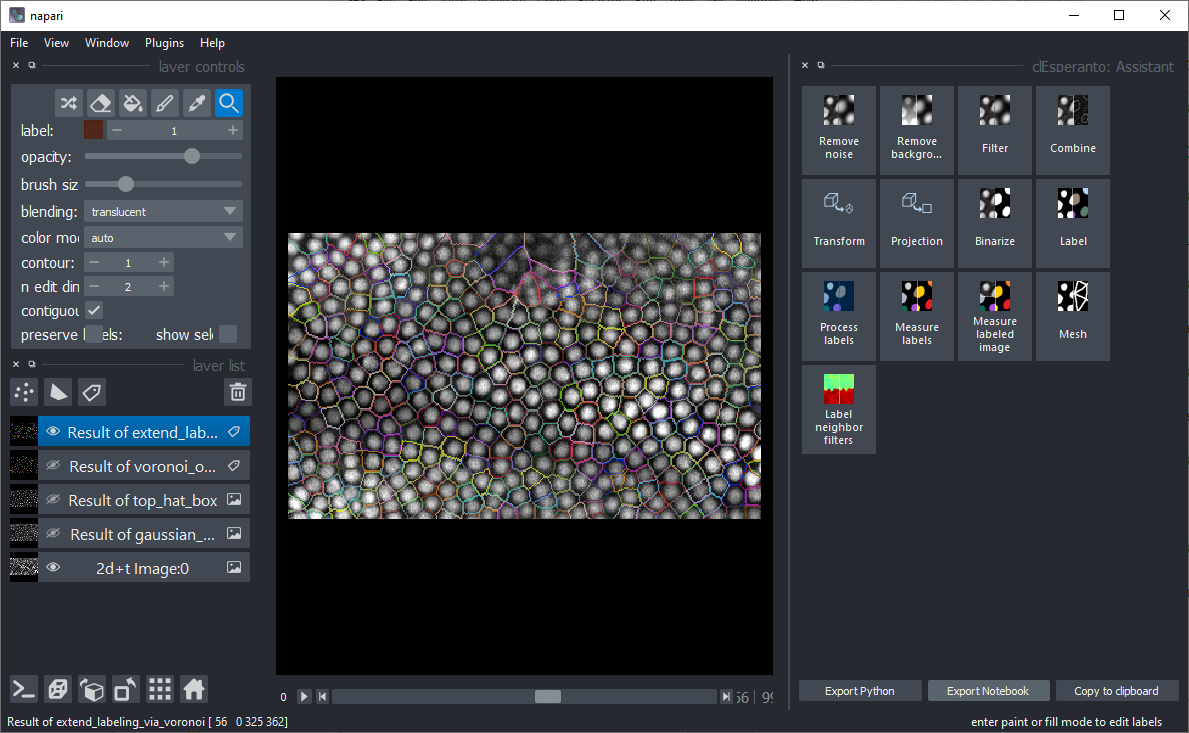 napari
File View Window Plugins Help
layer controls
label: 1
opacity:
brush siz
blending: translucent
color mo auto
contour: 1
n edit din 2
contiguou
preserve els: show sel
layer list
Result of extend_lab...
Result of voronoi_o...
Result of top_hat_box
Result of gaussian_...
2d+t Image:0
0 56 99
clEsperanto: Assistant
Remove noise
Remove backgro...
Filter
Combine
Transform
Projection
Binarize
Label
Process labels
Measure labels
Measure labeled image
Mesh
Label neighbor filters
Export Python Export Notebook Copy to clipboard
Result of extend_labeling_via_voronoi [ 56 0 325 362]
enter paint or fill mode to edit labels